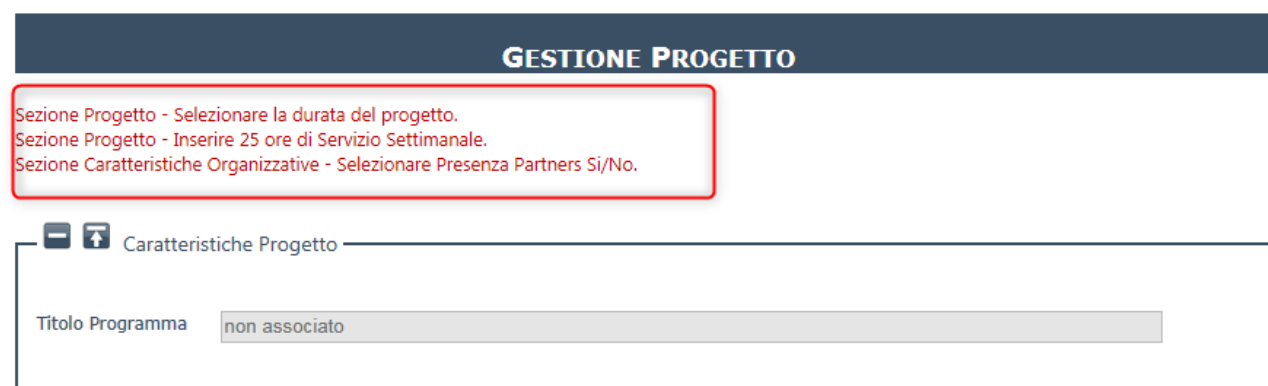 GESTIONE PROGETTO
Sezione Progetto - Selezionare la durata del progetto.
Sezione Progetto - Inserire 25 ore di Servizio Settimanale.
Sezione Caratteristiche Organizzative - Selezionare Presenza Partners Si/No.
Caratteristiche Progetto
Titolo Programma non associato